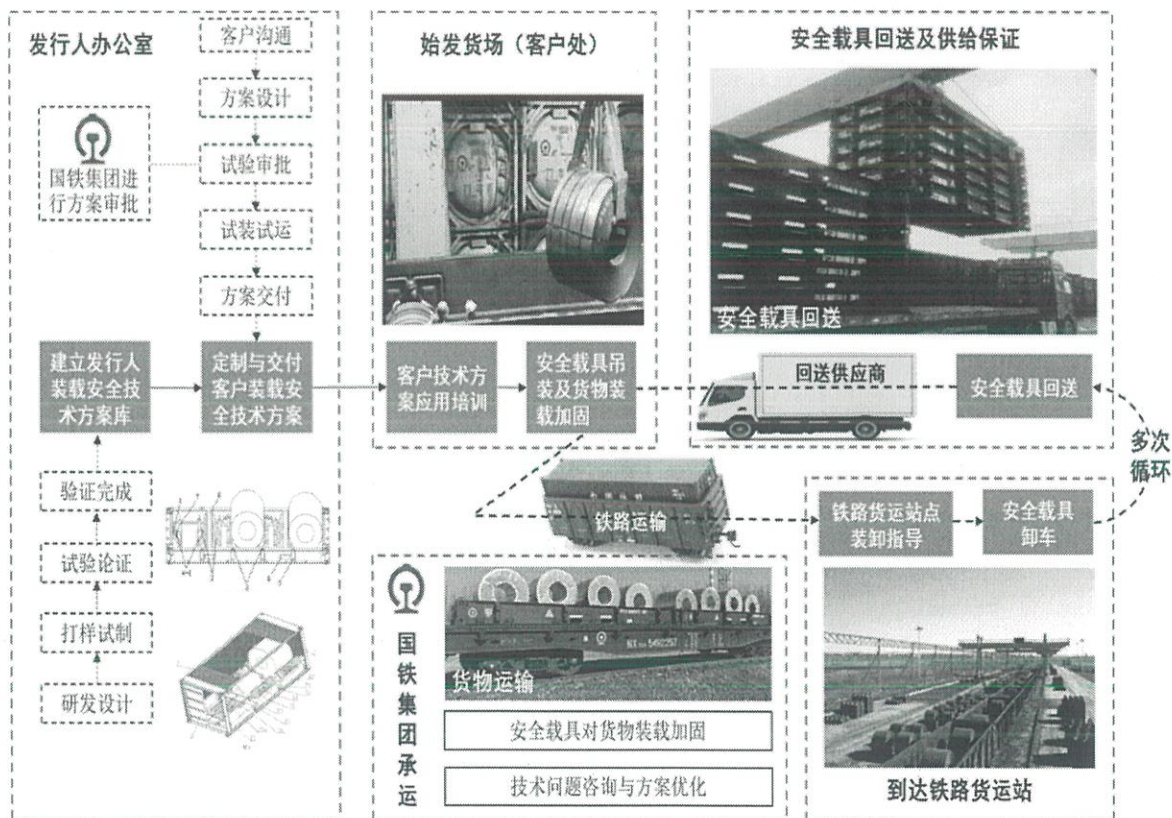 发行人办公室
客户沟通
方案设计
国铁集团进
行方案审批
试验审批
试装试运
方案交付
建立发行人
装载安全技
术方案库
定制与交付
客户装载安
全技术方案
验证完成
试验论证
打样试制
研发设计
始发货场（客户处）
客户技术方
案应用培训
安全载具吊
装及货物装
载加固
安全载具回送及供给保证
安全载具回送
回送供应商
安全载具回送
多次
循环
铁路运输
国铁集团承运
货物运输
安全载具对货物装载加固
技术问题咨询与方案优化
铁路货运站点
装卸指导
安全载具
卸车
到达铁路货运站